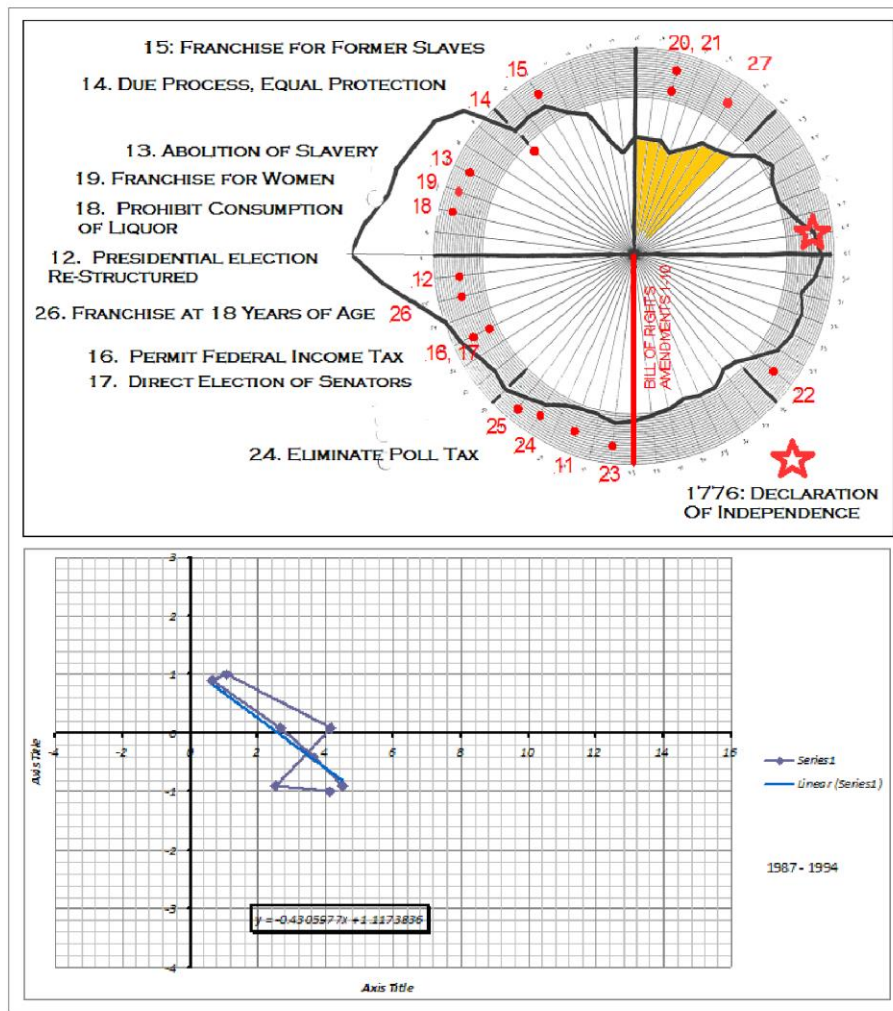 15: FRANCHISE FOR FORMER SLAVES
14. DUE PROCESS, EQUAL PROTECTION
13. ABOLITION OF SLAVERY
19. FRANCHISE FOR WOMEN
18. PROHIBIT CONSUMPTION
OF LIQUOR
12. PRESIDENTIAL ELECTION
RE-STRUCTURED
26. FRANCHISE AT 18 YEARS OF AGE
16. PERMIT FEDERAL INCOME TAX
17. DIRECT ELECTION OF SENATORS
24. ELIMINATE POLL TAX
20, 21
27
15
14
13
19
18
12
26
16, 17
25
24
11
23
22
BILL OF RIGHTS
AMENDMENTS 1-10
1776: DECLARATION
OF INDEPENDENCE
3
2
1
0
-1
-2
-3
-4
-4
-2
0
2
4
6
8
10
12
14
16
Axis Title
Axis Title
Series1
Linear (Series1)
1987 - 1994
y = -0.4305977x + 1.1173836